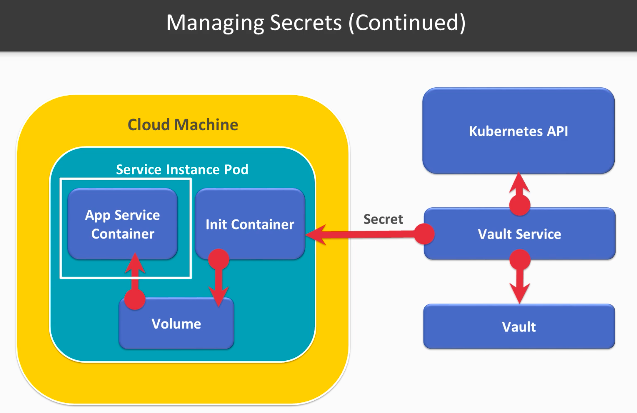 Managing Secrets (Continued)
Cloud Machine
Service Instance Pod
App Service
Container
Init Container
Volume
Secret
Kubernetes API
Vault Service
Vault